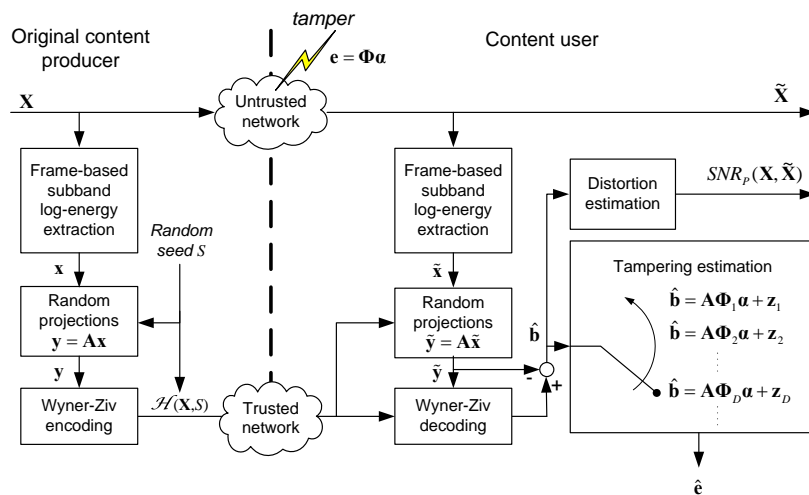 tamper
Original content
producer
Content user
e = Φα
X
Untrusted
network
X̃
Frame-based
subband
log-energy
extraction
Random
seed S
x
Random
projections
y = Ax
y
Wyner-Ziv
encoding
ℋ(X,S)
Trusted
network
Frame-based
subband
log-energy
extraction
x̃
Random
projections
ỹ = Ax̃
ỹ
Wyner-Ziv
decoding
-
+
b̂
Distortion
estimation
SNR_P(X, X̃)
Tampering estimation
b̂ = AΦ₁α + z₁
b̂ = AΦ₂α + z₂
b̂ = AΦ_Dα + z_D
ê